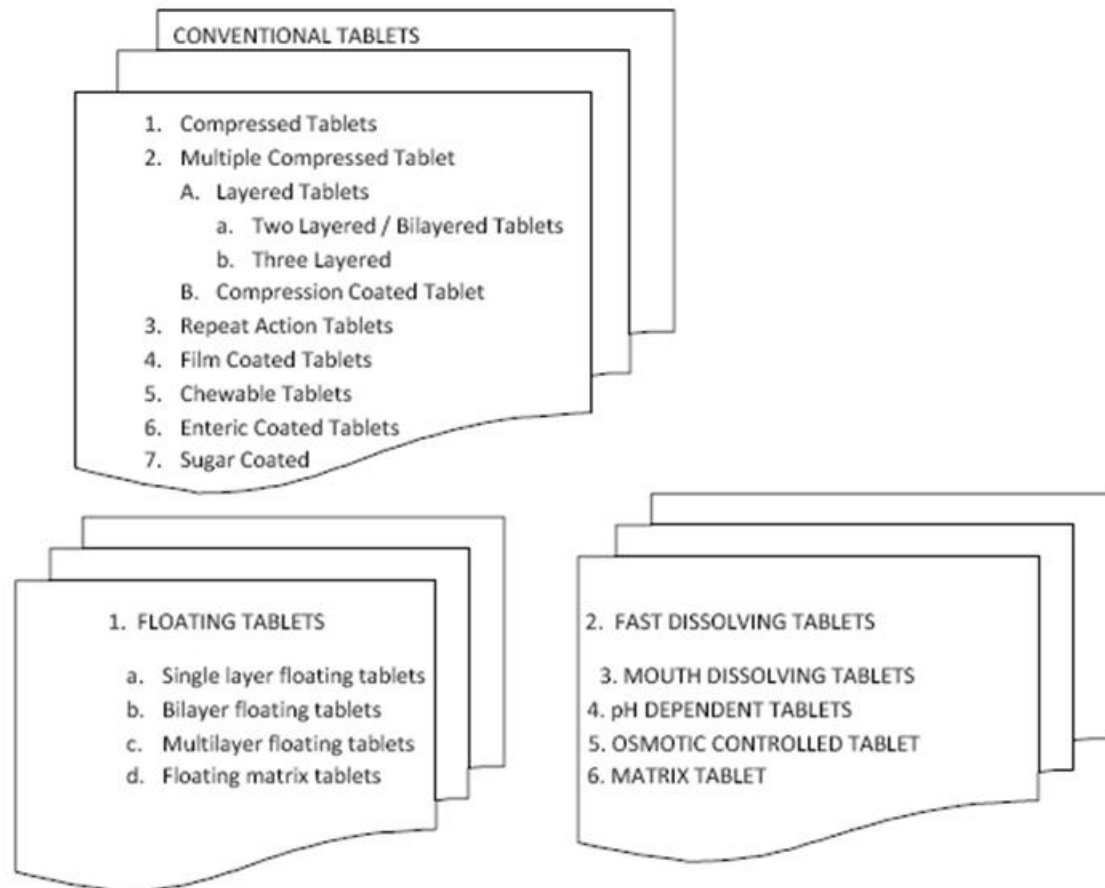 CONVENTIONAL TABLETS
1. Compressed Tablets
2. Multiple Compressed Tablet
A. Layered Tablets
a. Two Layered / Bilayered Tablets
b. Three Layered
B. Compression Coated Tablet
3. Repeat Action Tablets
4. Film Coated Tablets
5. Chewable Tablets
6. Enteric Coated Tablets
7. Sugar Coated
1. FLOATING TABLETS
a. Single layer floating tablets
b. Bilayer floating tablets
c. Multilayer floating tablets
d. Floating matrix tablets
2. FAST DISSOLVING TABLETS
3. MOUTH DISSOLVING TABLETS
4. pH DEPENDENT TABLETS
5. OSMOTIC CONTROLLED TABLET
6. MATRIX TABLET